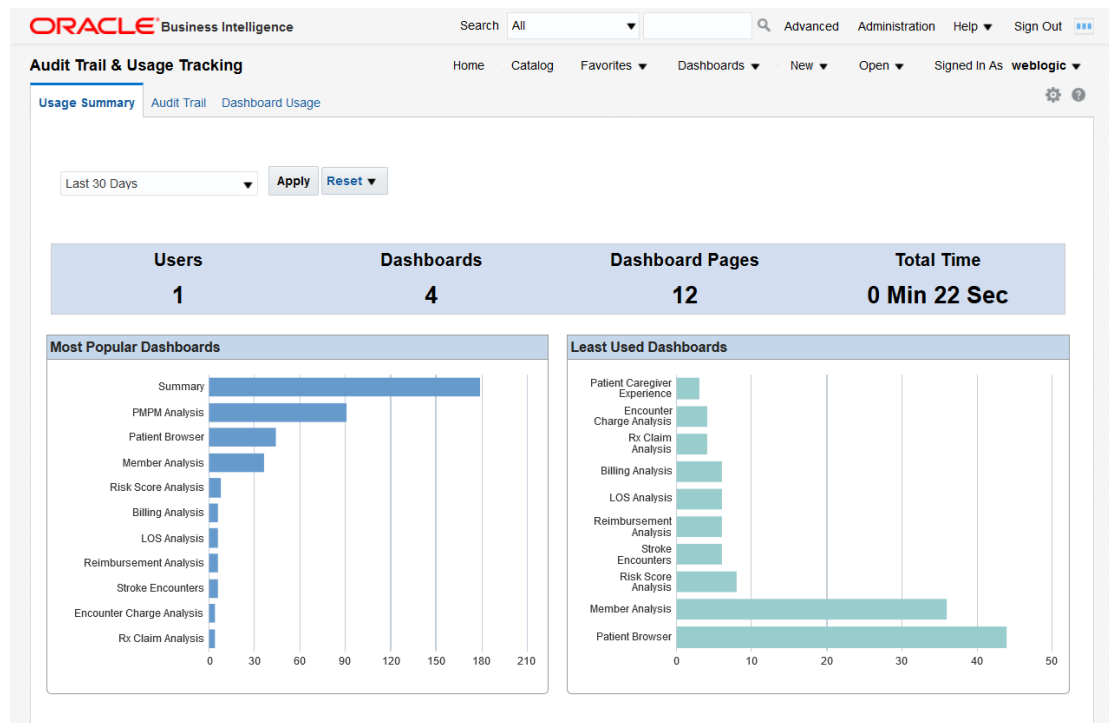 ORACLE Business Intelligence Search All Advanced Administration Help Sign Out
Audit Trail & Usage Tracking Home Catalog Favorites Dashboards New Open Signed In As weblogic
Usage Summary Audit Trail Dashboard Usage
Last 30 Days Apply Reset
Users Dashboards Dashboard Pages Total Time
1 4 12 0 Min 22 Sec
Most Popular Dashboards
Summary
PMPM Analysis
Patient Browser
Member Analysis
Risk Score Analysis
Billing Analysis
LOS Analysis
Reimbursement Analysis
Stroke Encounters
Encounter Charge Analysis
Rx Claim Analysis
0 30 60 90 120 150 180 210
Least Used Dashboards
Patient Caregiver
Experience
Encounter
Charge Analysis
Rx Claim
Analysis
Billing Analysis
LOS Analysis
Reimbursement
Analysis
Stroke
Encounters
Risk Score
Analysis
Member Analysis
Patient Browser
0 10 20 30 40 50